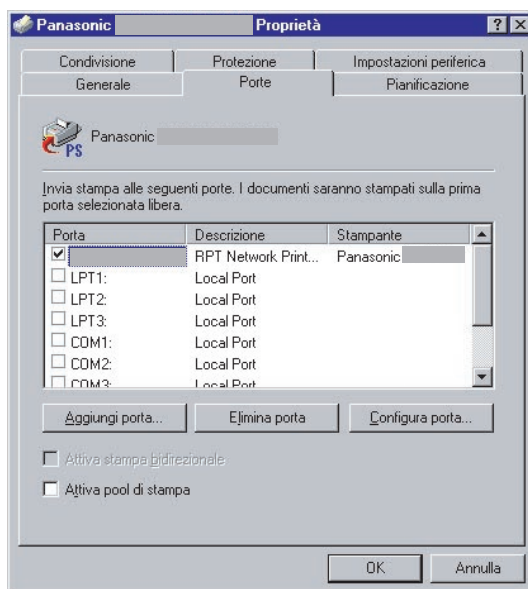 Panasonic Proprietà
Condivisione Protezione Impostazioni periferica
Generale Porte Pianificazione
PS Panasonic
Invia stampa alle seguenti porte. I documenti saranno stampati sulla prima
porta selezionata libera.
Porta Descrizione Stampante
RPT Network Print... Panasonic
LPT1: Local Port
LPT2: Local Port
LPT3: Local Port
COM1: Local Port
COM2: Local Port
COM3: Local Port
Aggiungi porta... Elimina porta Configura porta...
Attiva stampa bidirezionale
Attiva pool di stampa
OK Annulla